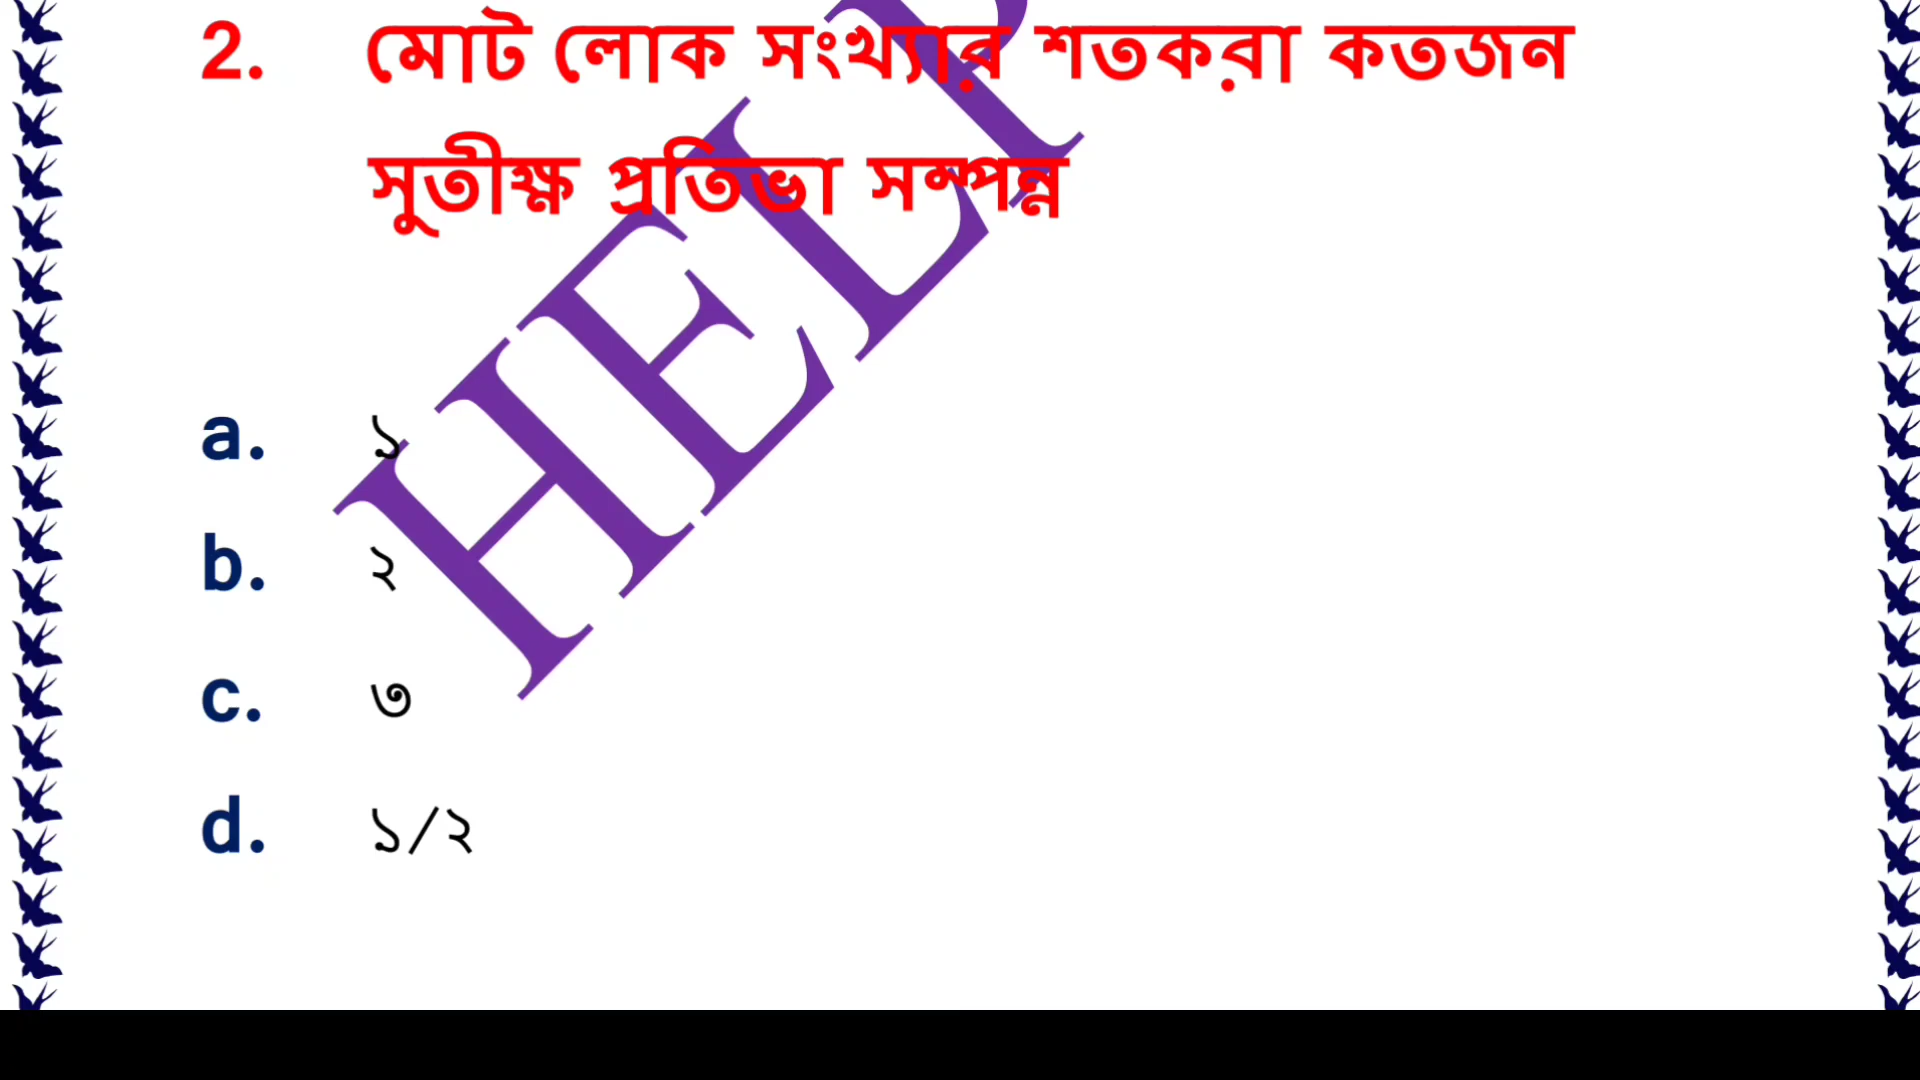 2. মোট লোক সংখ্যার শতকরা কতজন
সুতীক্ষ্ণ প্রতিভা সম্পন্ন
HELP
a. ১
b. ২
c. ৩
d. ১/২